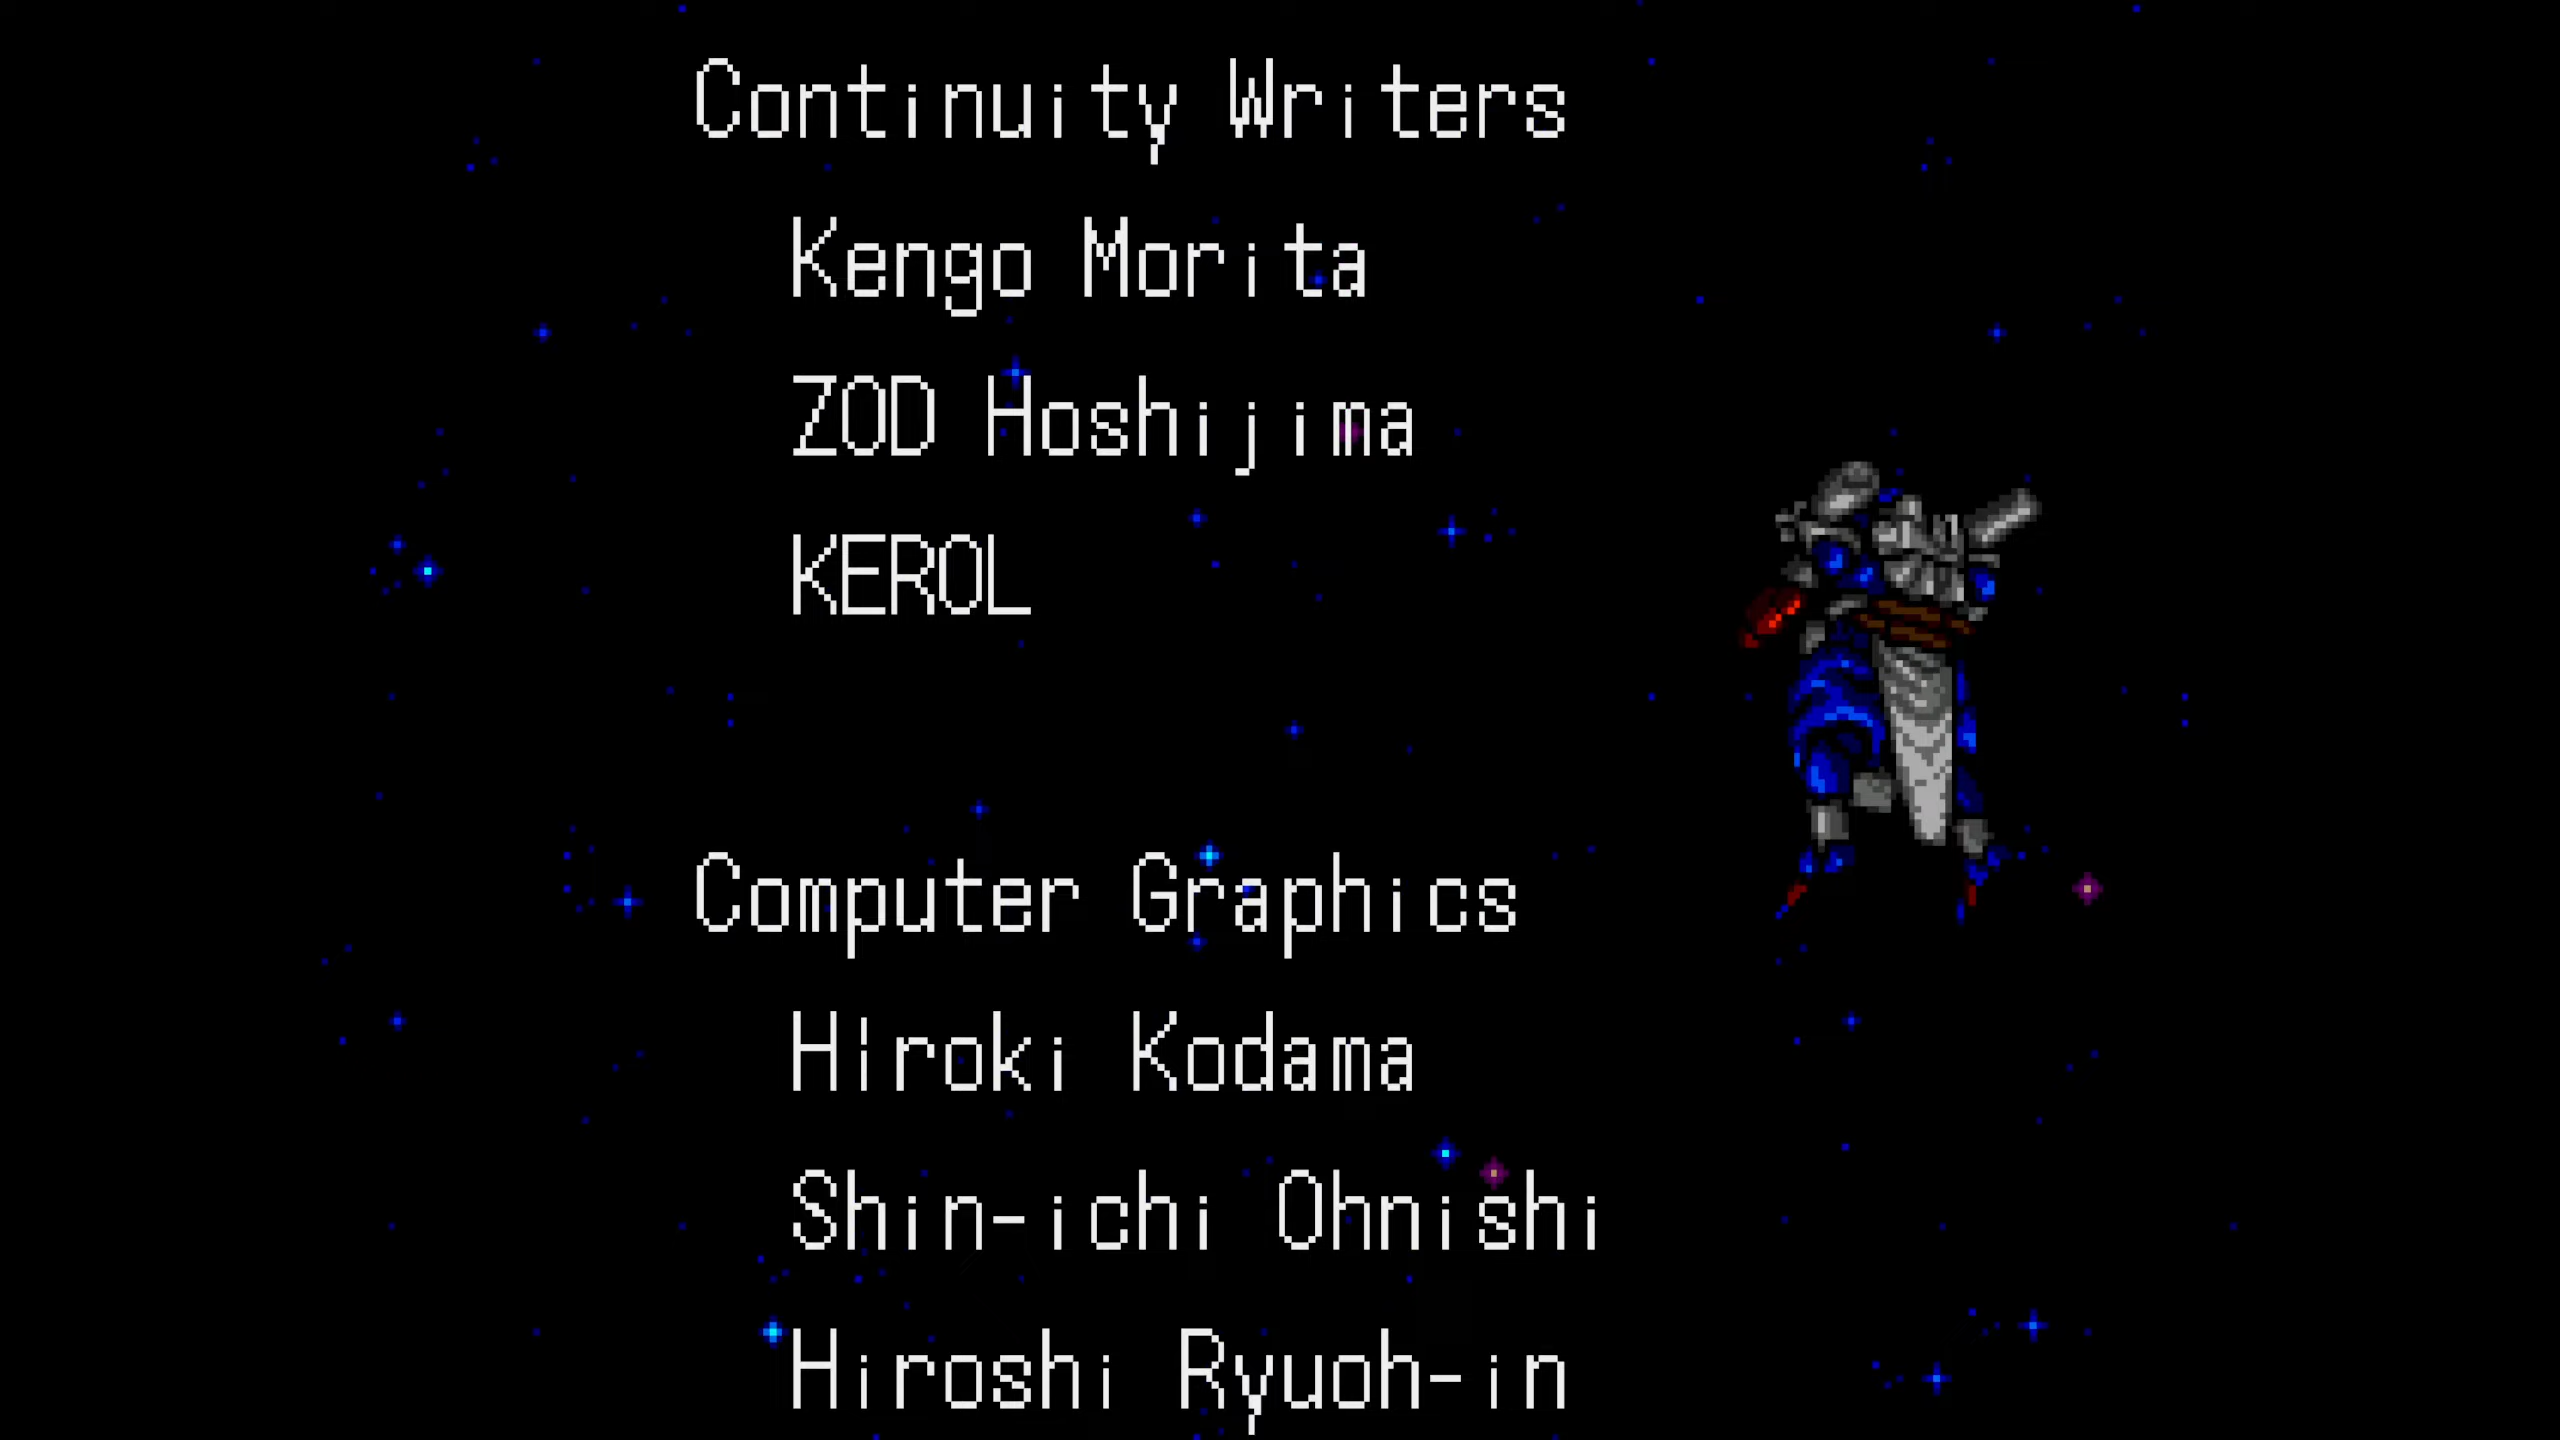 Continuity Writers
Kengo Morita
ZOD Hoshijima
KEROL
Computer Graphics
Hiroki Kodama
Shin-ichi Ohnishi
Hiroshi Ryuoh-in